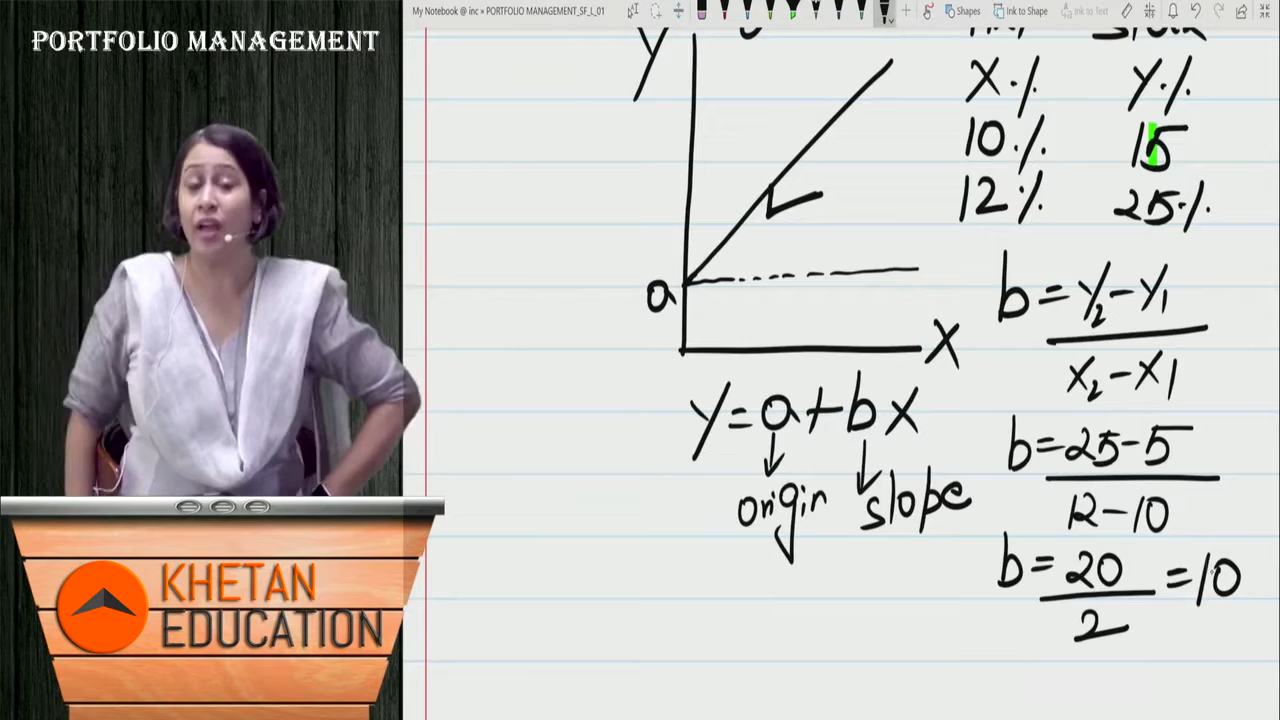 My Notebook @ inc » PORTFOLIO MANAGEMENT_SF_L_01
Shapes
Ink to Shape
Ink to Text
PORTFOLIO MANAGEMENT
Y
X
a
Y = a + b X
origin
slope
X % Y %
10 % 15
12 % 25 %
b = Y2 - Y1
X2 - X1
b = 25 - 5
12 - 10
b = 20 = 10
2
KHETAN
EDUCATION